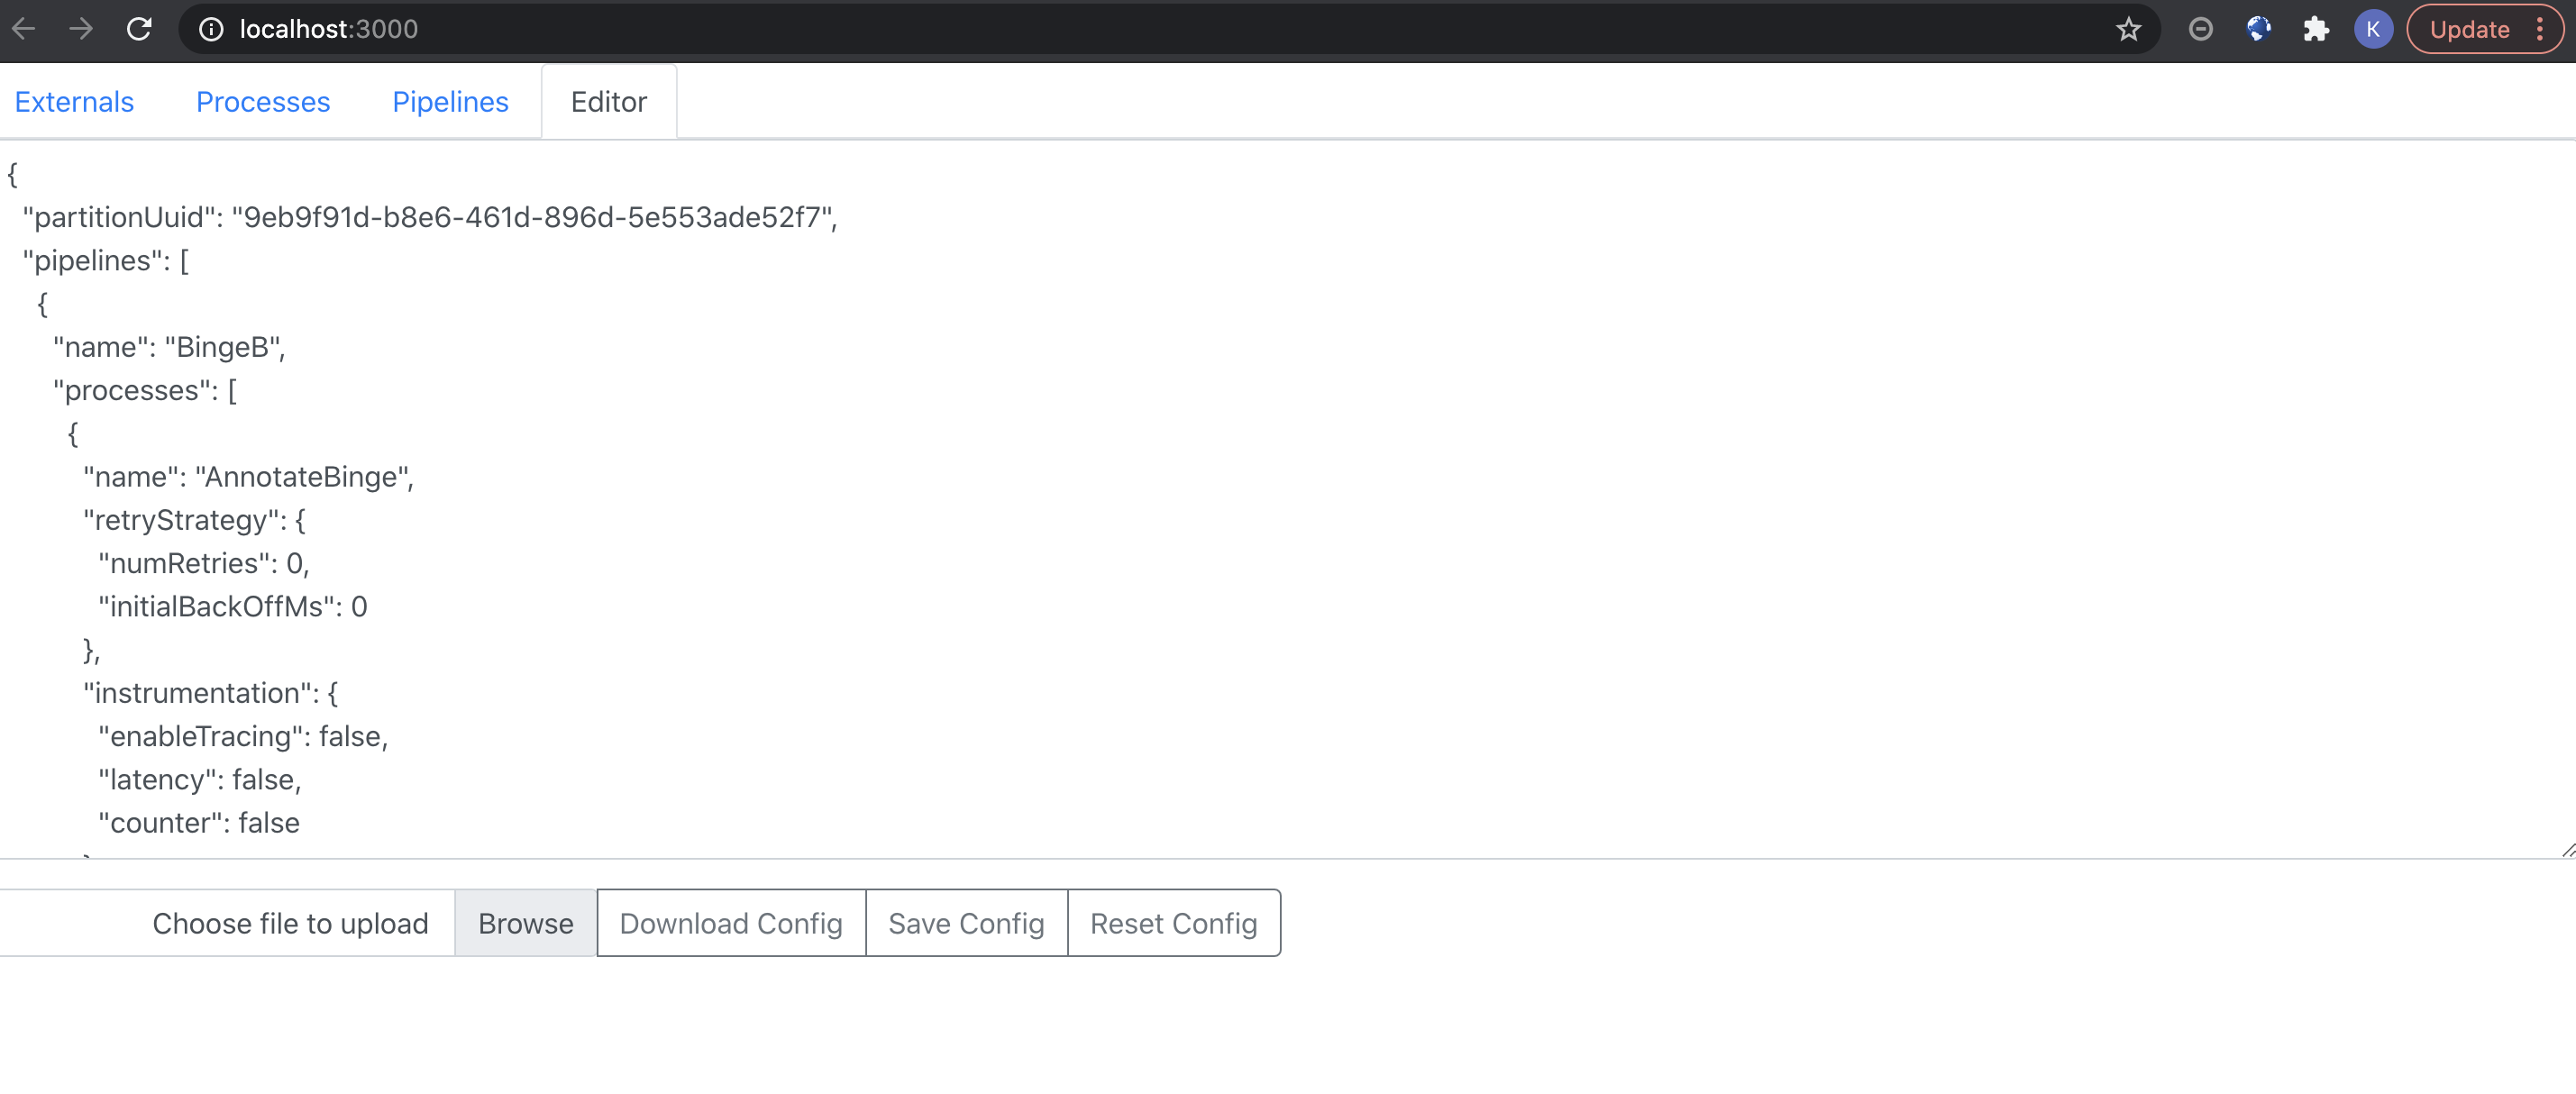 localhost:3000
K
Update
Externals Processes Pipelines Editor
{
"partitionUuid": "9eb9f91d-b8e6-461d-896d-5e553ade52f7",
"pipelines": [
{
"name": "BingeB",
"processes": [
{
"name": "AnnotateBinge",
"retryStrategy": {
"numRetries": 0,
"initialBackOffMs": 0
},
"instrumentation": {
"enableTracing": false,
"latency": false,
"counter": false
Choose file to upload Browse Download Config Save Config Reset Config